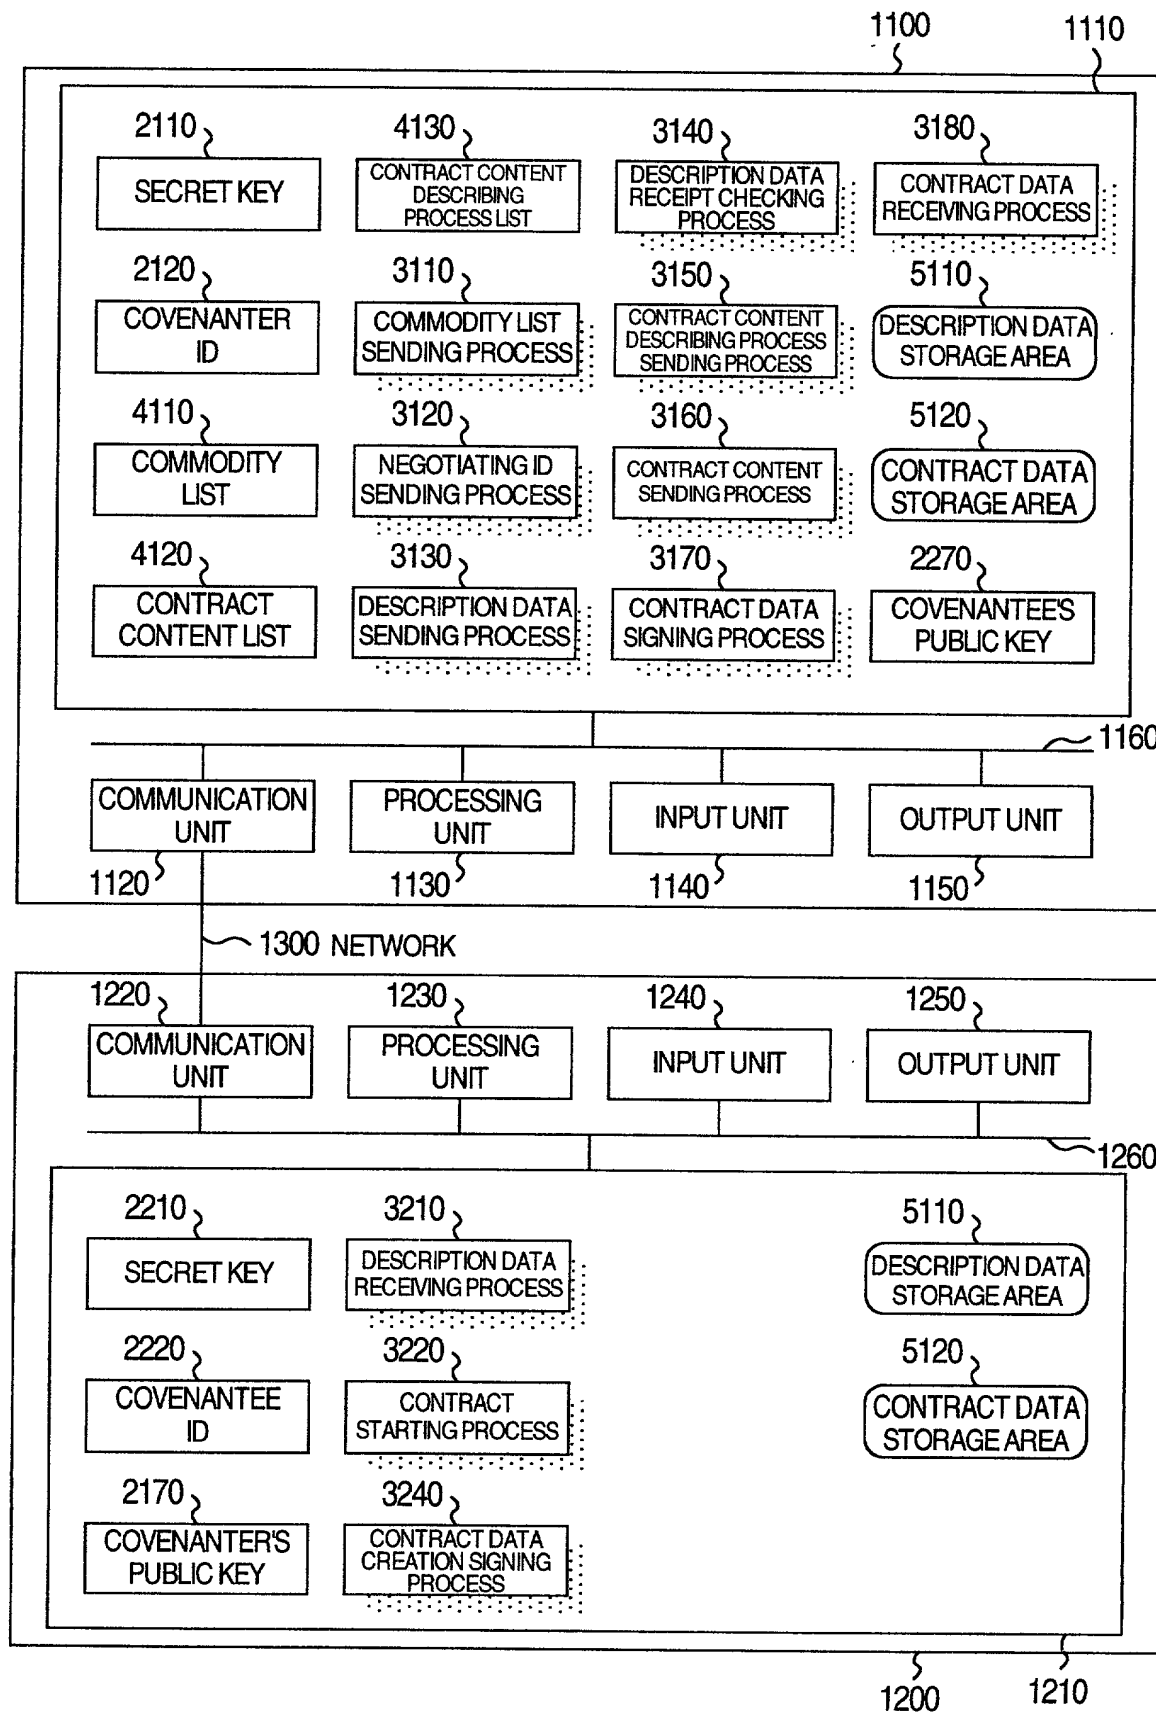 1100
1110
2110
SECRET KEY
4130
CONTRACT CONTENT
DESCRIBING
PROCESS LIST
3140
DESCRIPTION DATA
RECEIPT CHECKING
PROCESS
3180
CONTRACT DATA
RECEIVING PROCESS
2120
COVENANTER
ID
3110
COMMODITY LIST
SENDING PROCESS
3150
CONTRACT CONTENT
DESCRIBING PROCESS
SENDING PROCESS
5110
DESCRIPTION DATA
STORAGE AREA
4110
COMMODITY
LIST
3120
NEGOTIATING ID
SENDING PROCESS
3160
CONTRACT CONTENT
SENDING PROCESS
5120
CONTRACT DATA
STORAGE AREA
4120
CONTRACT
CONTENT LIST
3130
DESCRIPTION DATA
SENDING PROCESS
3170
CONTRACT DATA
SIGNING PROCESS
2270
COVENANTEE'S
PUBLIC KEY
1160
COMMUNICATION
UNIT
1120
PROCESSING
UNIT
1130
INPUT UNIT
1140
OUTPUT UNIT
1150
1300 NETWORK
1220
COMMUNICATION
UNIT
1230
PROCESSING
UNIT
1240
INPUT UNIT
1250
OUTPUT UNIT
1260
2210
SECRET KEY
3210
DESCRIPTION DATA
RECEIVING PROCESS
5110
DESCRIPTION DATA
STORAGE AREA
2220
COVENANTEE
ID
3220
CONTRACT
STARTING PROCESS
5120
CONTRACT DATA
STORAGE AREA
2170
COVENANTER'S
PUBLIC KEY
3240
CONTRACT DATA
CREATION SIGNING
PROCESS
1200
1210